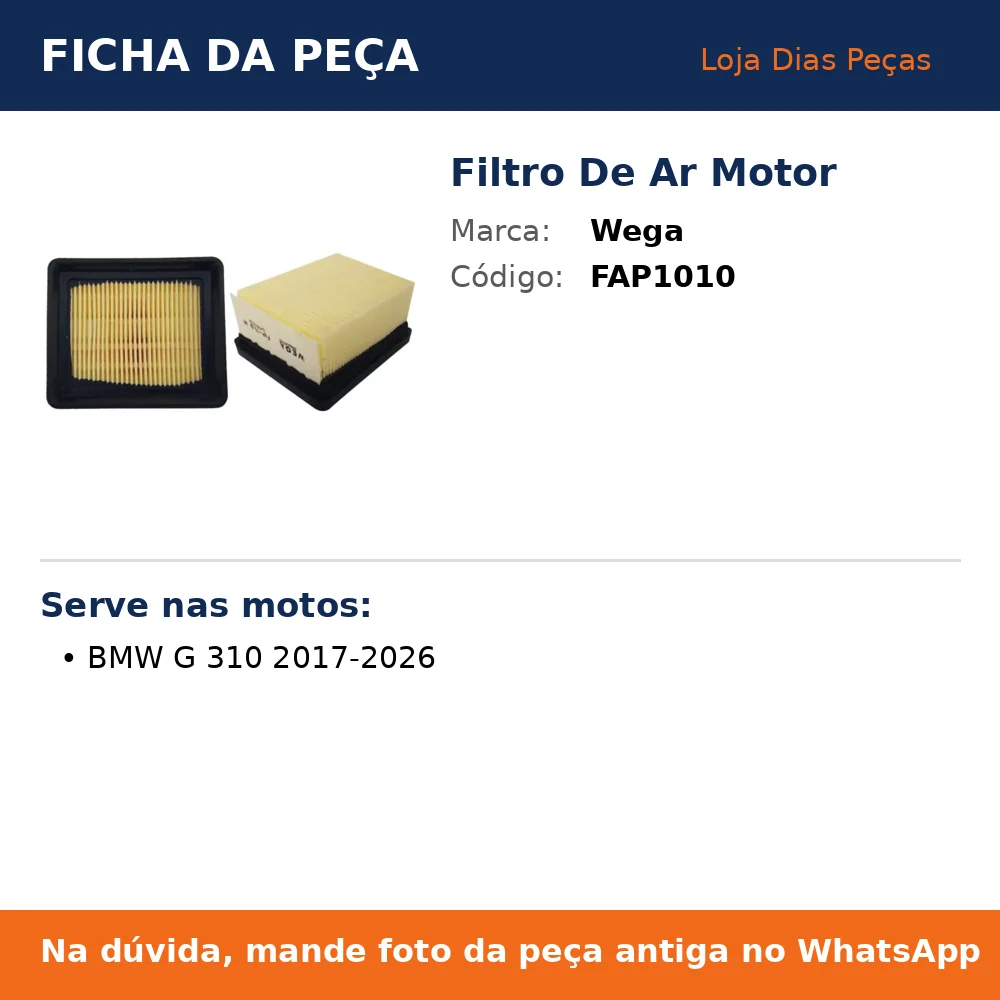 FICHA DA PEÇA
Loja Dias Peças
Filtro De Ar Motor
Marca: Wega
Código: FAP1010
Serve nas motos:
• BMW G 310 2017-2026
Na dúvida, mande foto da peça antiga no WhatsApp